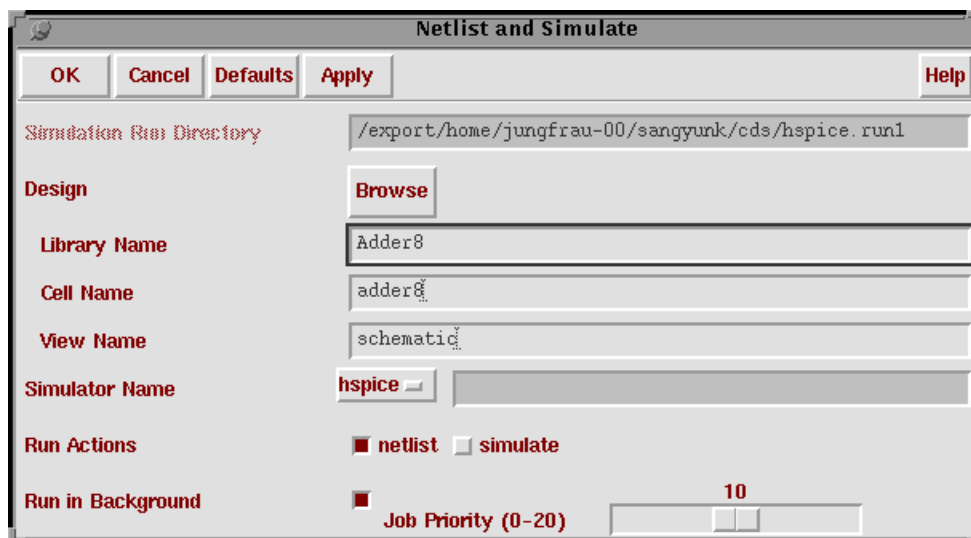 Netlist and Simulate
OK Cancel Defaults Apply Help
Simulation Run Directory /export/home/jungfrau-00/sangyunk/cds/hspice.run1
Design Browse
Library Name Adder8
Cell Name adder8
View Name schematic
Simulator Name hspice
Run Actions netlist simulate
Run in Background
Job Priority (0-20) 10